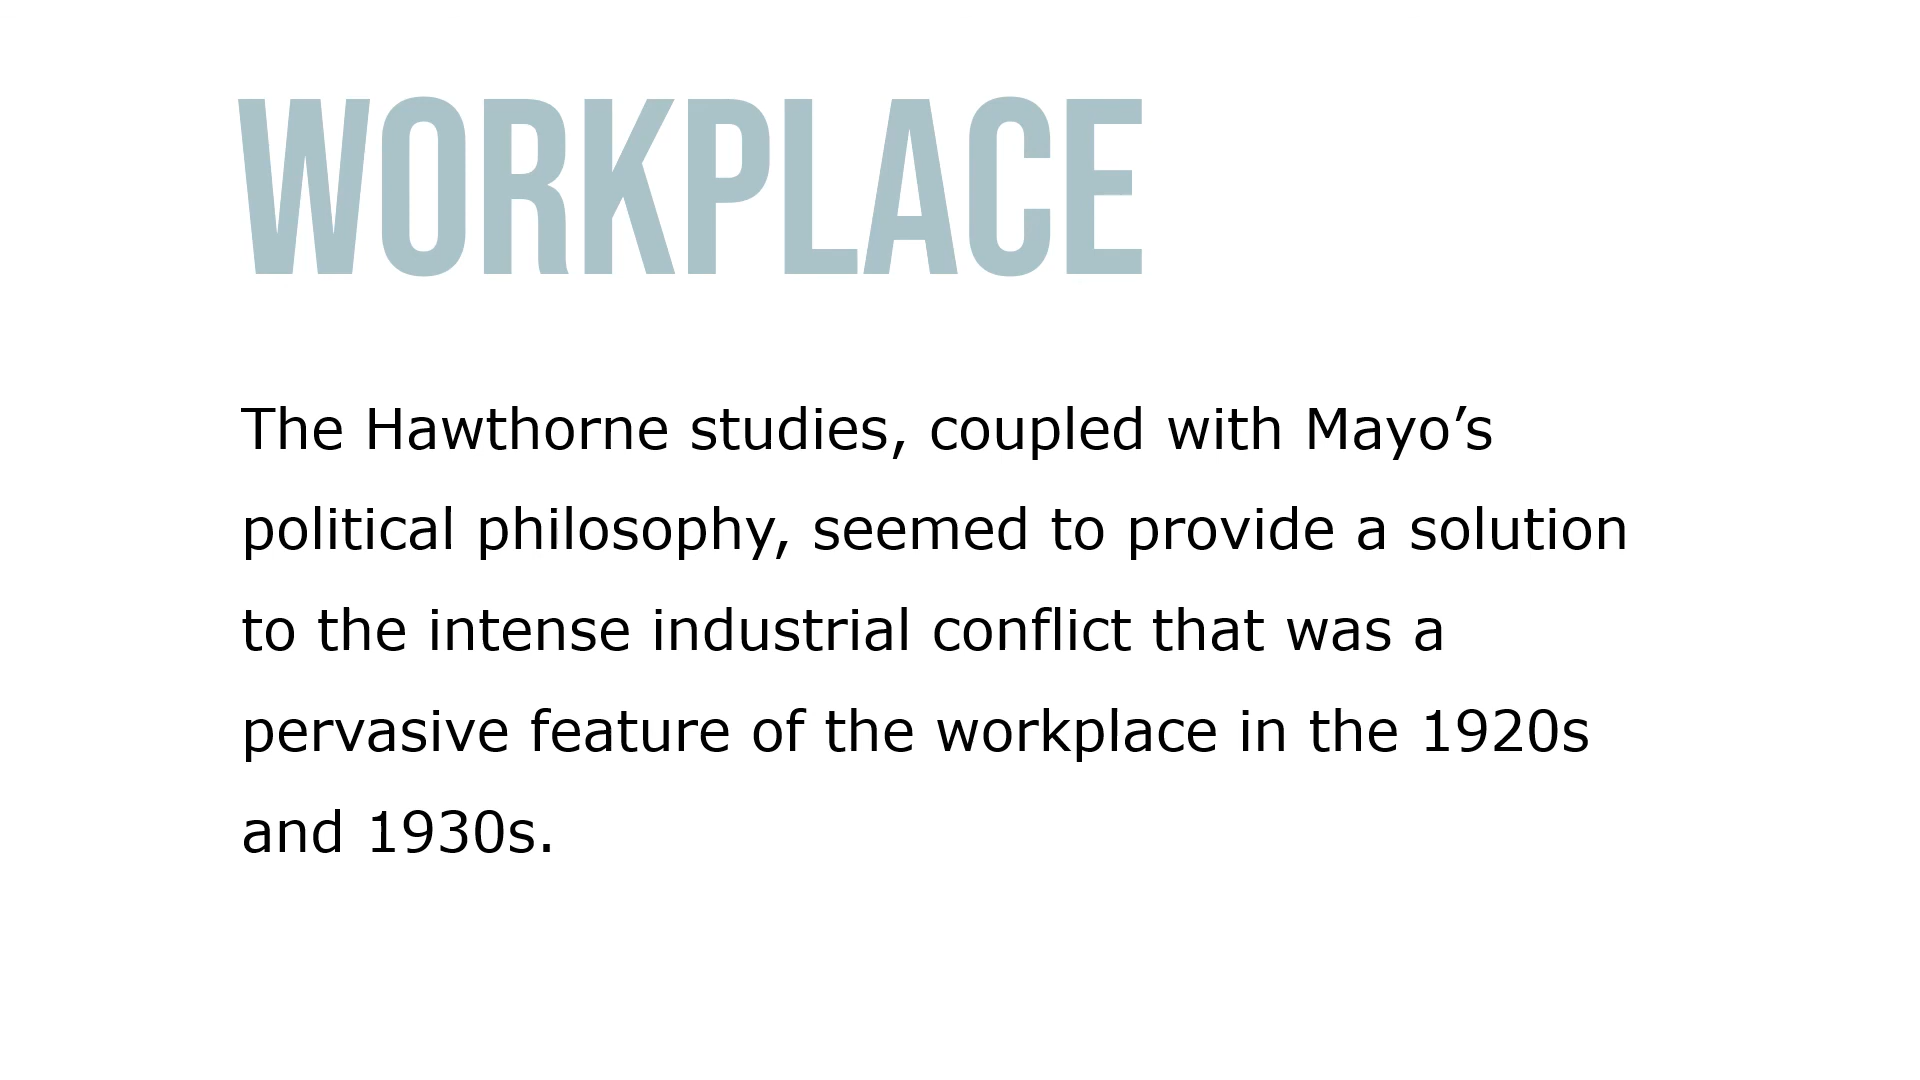 WORKPLACE
The Hawthorne studies, coupled with Mayo’s
political philosophy, seemed to provide a solution
to the intense industrial conflict that was a
pervasive feature of the workplace in the 1920s
and 1930s.